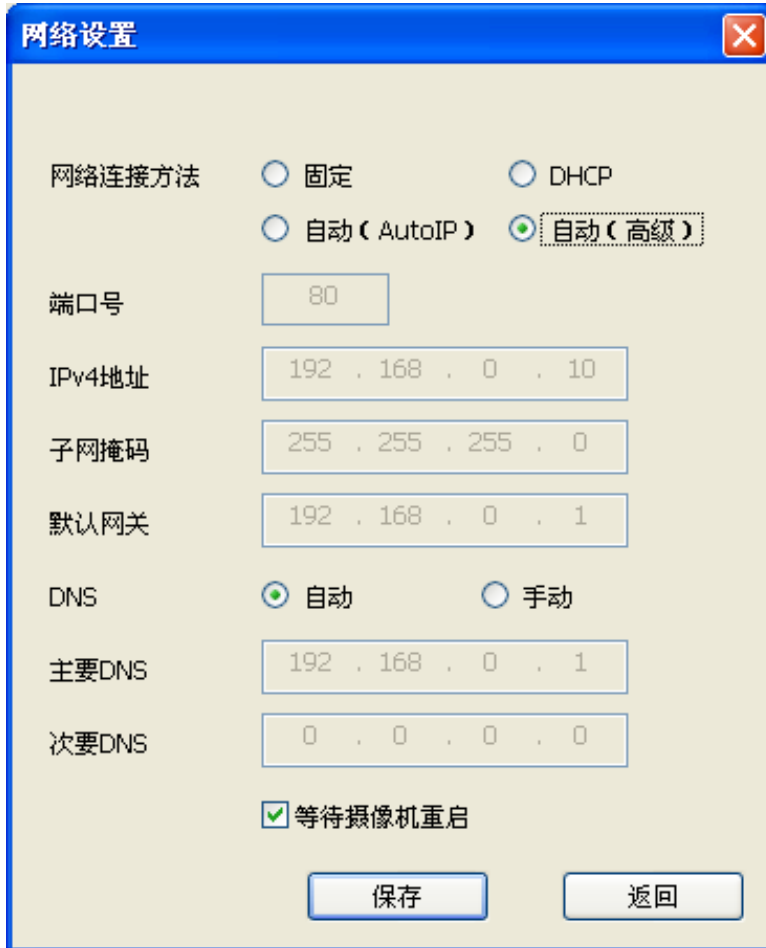 网络设置
网络连接方法 固定 DHCP
自动(AutoIP) 自动(高级)
端口号 80
IPv4地址 192 . 168 . 0 . 10
子网掩码 255 . 255 . 255 . 0
默认网关 192 . 168 . 0 . 1
DNS 自动 手动
主要DNS 192 . 168 . 0 . 1
次要DNS 0 . 0 . 0 . 0
等待摄像机重启
保存 返回